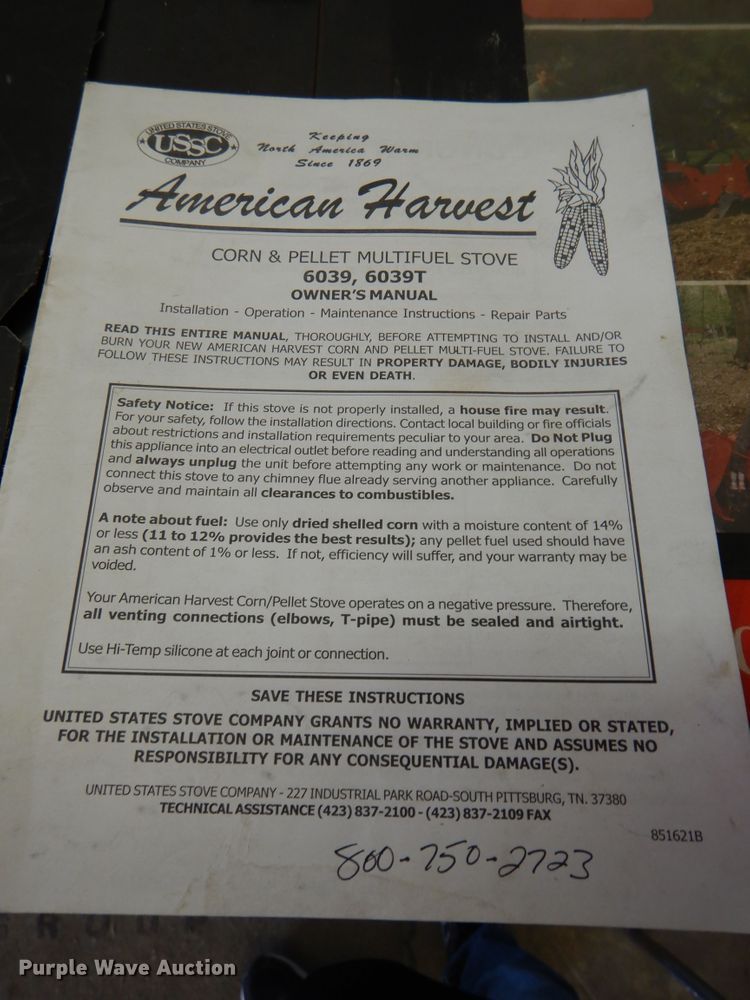 UNITED STATES STOVE
USSC
COMPANY
Keeping
North America Warm
Since 1869
American Harvest
CORN & PELLET MULTIFUEL STOVE
6039, 6039T
OWNER'S MANUAL
Installation - Operation - Maintenance Instructions - Repair Parts
READ THIS ENTIRE MANUAL, THOROUGHLY, BEFORE ATTEMPTING TO INSTALL AND/OR
BURN YOUR NEW AMERICAN HARVEST CORN AND PELLET MULTI-FUEL STOVE. FAILURE TO
FOLLOW THESE INSTRUCTIONS MAY RESULT IN PROPERTY DAMAGE, BODILY INJURIES
OR EVEN DEATH.
Safety Notice: If this stove is not properly installed, a house fire may result.
For your safety, follow the installation directions. Contact local building or fire officials
about restrictions and installation requirements peculiar to your area. Do Not Plug
this appliance into an electrical outlet before reading and understanding all operations
and always unplug the unit before attempting any work or maintenance. Do not
connect this stove to any chimney flue already serving another appliance. Carefully
observe and maintain all clearances to combustibles.
A note about fuel: Use only dried shelled corn with a moisture content of 14%
or less (11 to 12% provides the best results); any pellet fuel used should have
an ash content of 1% or less. If not, efficiency will suffer, and your warranty may be
voided.
Your American Harvest Corn/Pellet Stove operates on a negative pressure. Therefore,
all venting connections (elbows, T-pipe) must be sealed and airtight.
Use Hi-Temp silicone at each joint or connection.
SAVE THESE INSTRUCTIONS
UNITED STATES STOVE COMPANY GRANTS NO WARRANTY, IMPLIED OR STATED,
FOR THE INSTALLATION OR MAINTENANCE OF THE STOVE AND ASSUMES NO
RESPONSIBILITY FOR ANY CONSEQUENTIAL DAMAGE(S).
UNITED STATES STOVE COMPANY - 227 INDUSTRIAL PARK ROAD-SOUTH PITTSBURG, TN. 37380
TECHNICAL ASSISTANCE (423) 837-2100 - (423) 837-2109 FAX
851621B
800-750-2723
Purple Wave Auction